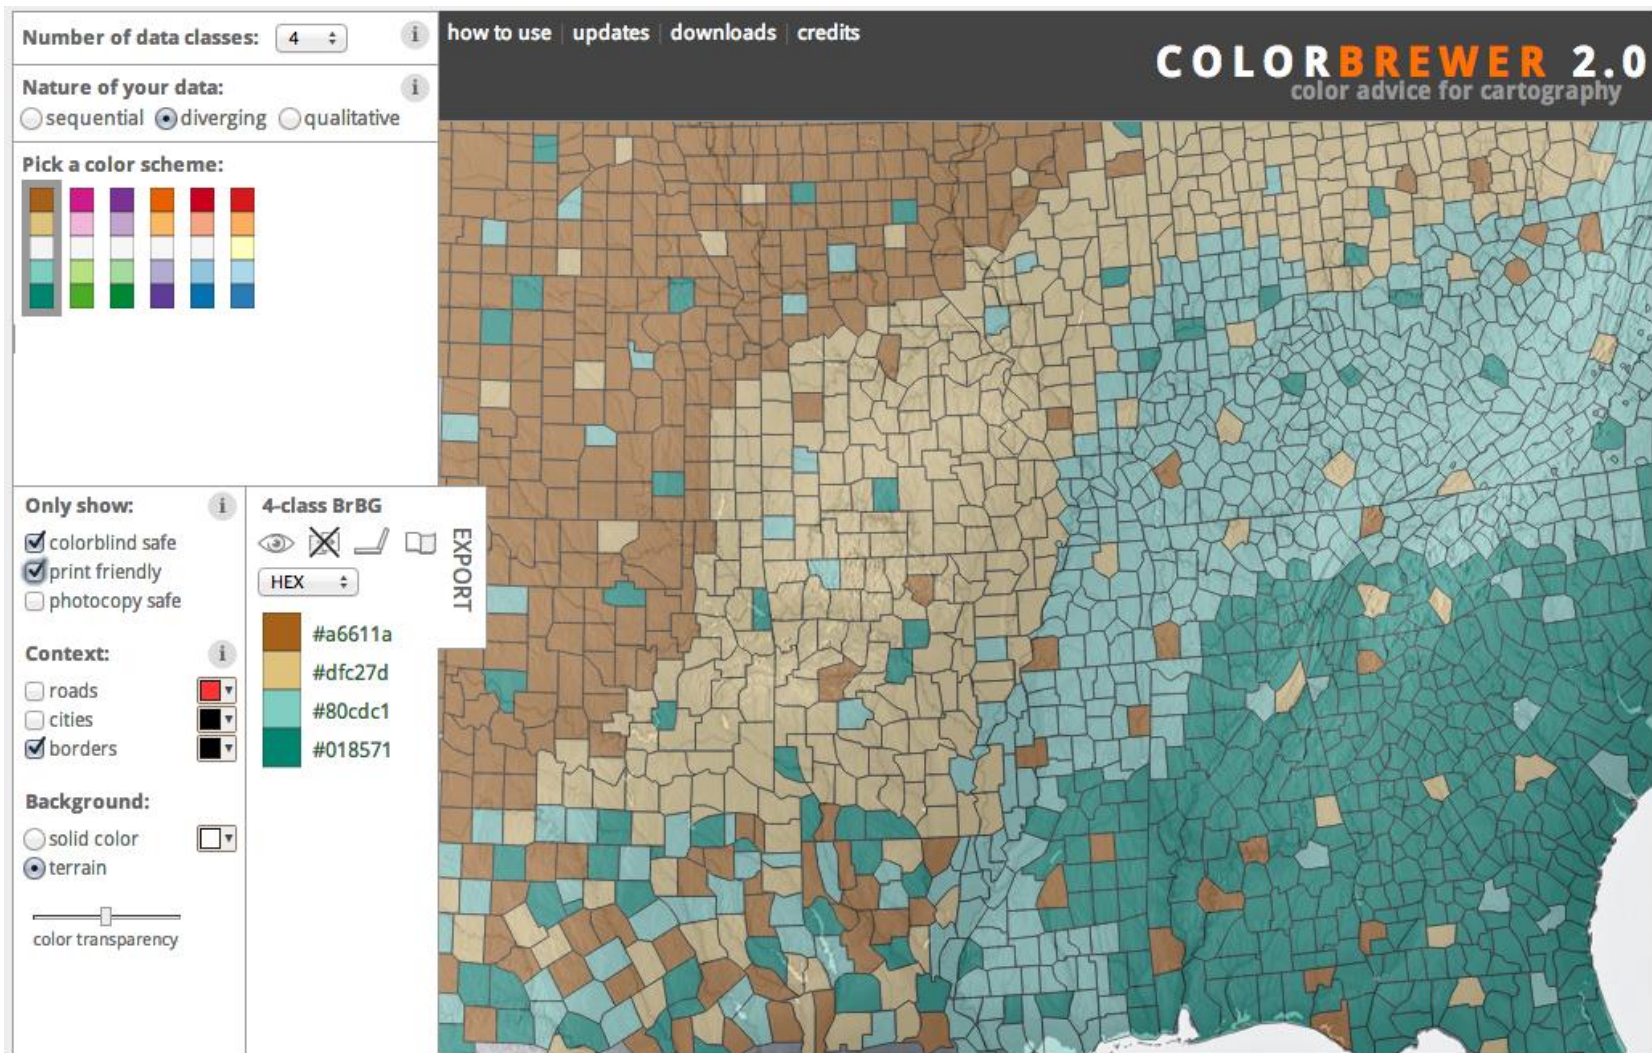 Number of data classes: 4 i
how to use | updates | downloads | credits
COLORBREWER 2.0
color advice for cartography
Nature of your data: i
sequential diverging qualitative
Pick a color scheme:
Only show: i
colorblind safe
print friendly
photocopy safe
Context: i
roads
cities
borders
Background:
solid color
terrain
color transparency
4-class BrBG
HEX
#a6611a
#dfc27d
#80cdc1
#018571
EXPORT